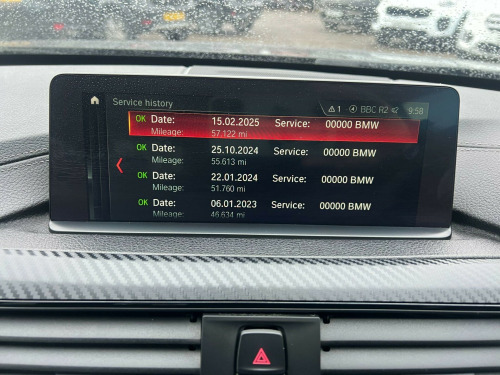 Service history
1 BBC R2 9:58
OK Date: 15.02.2025 Service: 00000 BMW
Mileage: 57.122 mi
OK Date: 25.10.2024 Service: 00000 BMW
Mileage: 55.613 mi
OK Date: 22.01.2024 Service: 00000 BMW
Mileage: 51.760 mi
OK Date: 06.01.2023 Service: 00000 BMW
Mileage: 46.634 mi